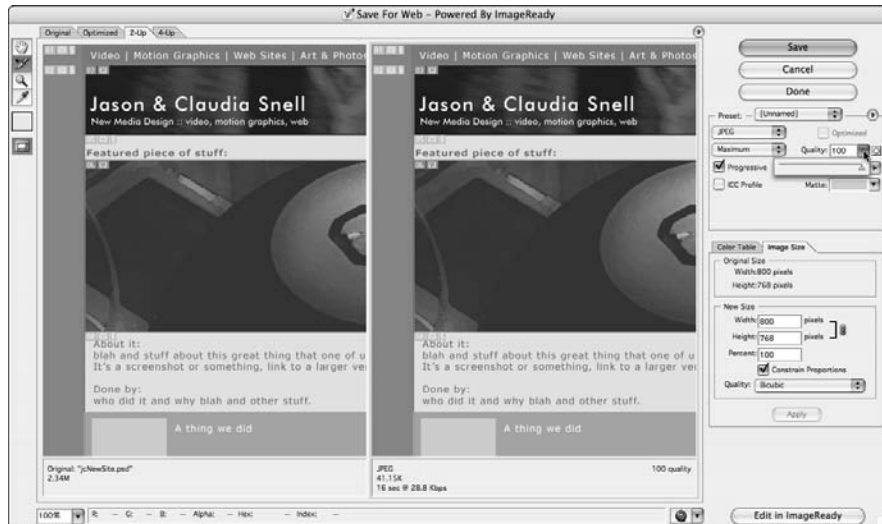 Save For Web – Powered By ImageReady
Original Optimized 2-Up 4-Up
Video | Motion Graphics | Web Sites | Art & Photos
Jason & Claudia Snell
New Media Design :: video, motion graphics, web
Featured piece of stuff:
About it:
blah and stuff about this great thing that one of u
It's a screenshot or something, link to a larger ver
Done by:
who did it and why blah and other stuff.
A thing we did
Original: "jcNewSite.psd"
2.34M
Video | Motion Graphics | Web Sites | Art & Photos
Jason & Claudia Snell
New Media Design :: video, motion graphics, web
Featured piece of stuff:
About it:
blah and stuff about this great thing that one of u
It's a screenshot or something, link to a larger ver
Done by:
who did it and why blah and other stuff.
A thing we did
JPEG 100 quality
41.15K
16 sec @ 28.8 Kbps
Save
Cancel
Done
Preset: [Unnamed]
JPEG Optimized
Maximum Quality: 100
Progressive
ICC Profile Matte:
Color Table Image Size
Original Size
Width:800 pixels
Height:768 pixels
New Size
Width: 800 pixels
Height: 768 pixels
Percent: 100
Constrain Proportions
Quality: Bicubic
Apply
100% R: – G: – B: – Alpha: – Hex: – Index: –
Edit in ImageReady